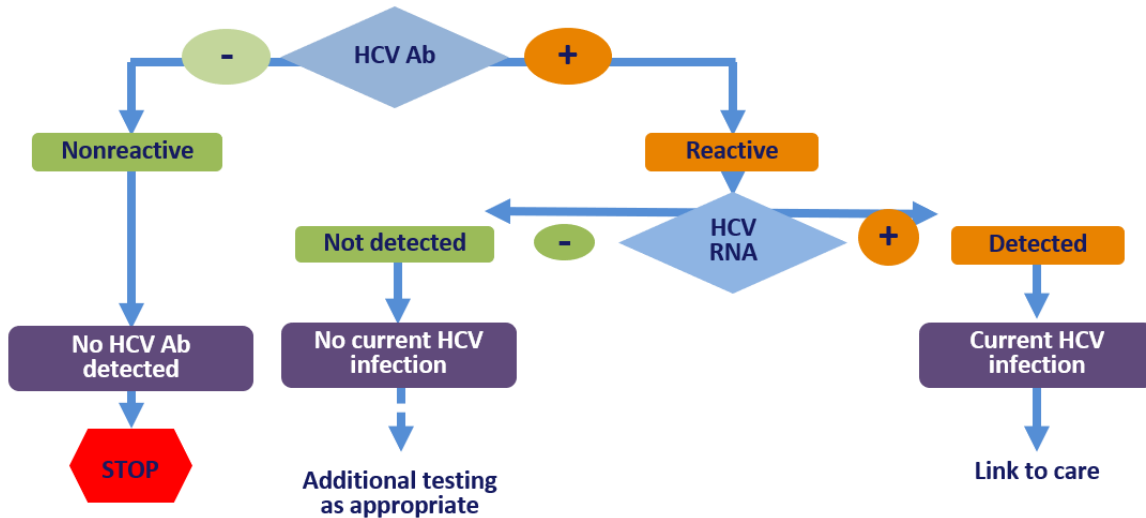 -
HCV Ab
+
Nonreactive
Reactive
Not detected
-
HCV
RNA
+
Detected
No HCV Ab
detected
No current HCV
infection
Current HCV
infection
STOP
Additional testing
as appropriate
Link to care